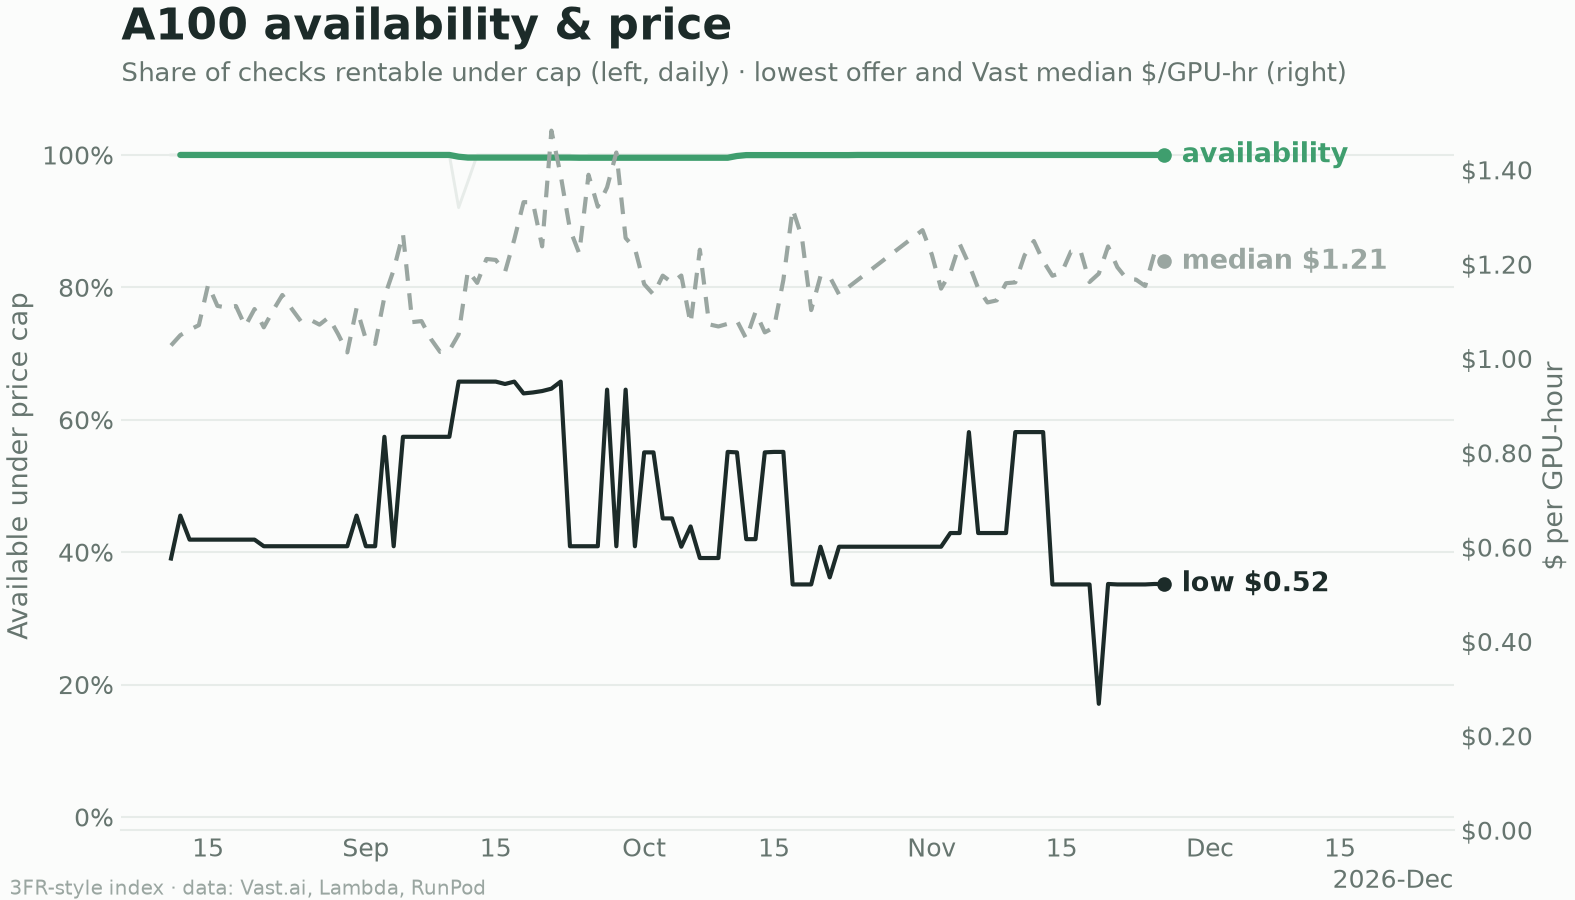 A100 availability & price
Share of checks rentable under cap (left, daily) · lowest offer and Vast median $/GPU-hr (right)
Available under price cap
100%
80%
60%
40%
20%
0%
availability
median $1.21
low $0.52
$1.40
$1.20
$1.00
$0.80
$0.60
$0.40
$0.20
$0.00
$ per GPU-hour
15
Sep
15
Oct
15
Nov
15
Dec
15
2026-Dec
3FR-style index · data: Vast.ai, Lambda, RunPod